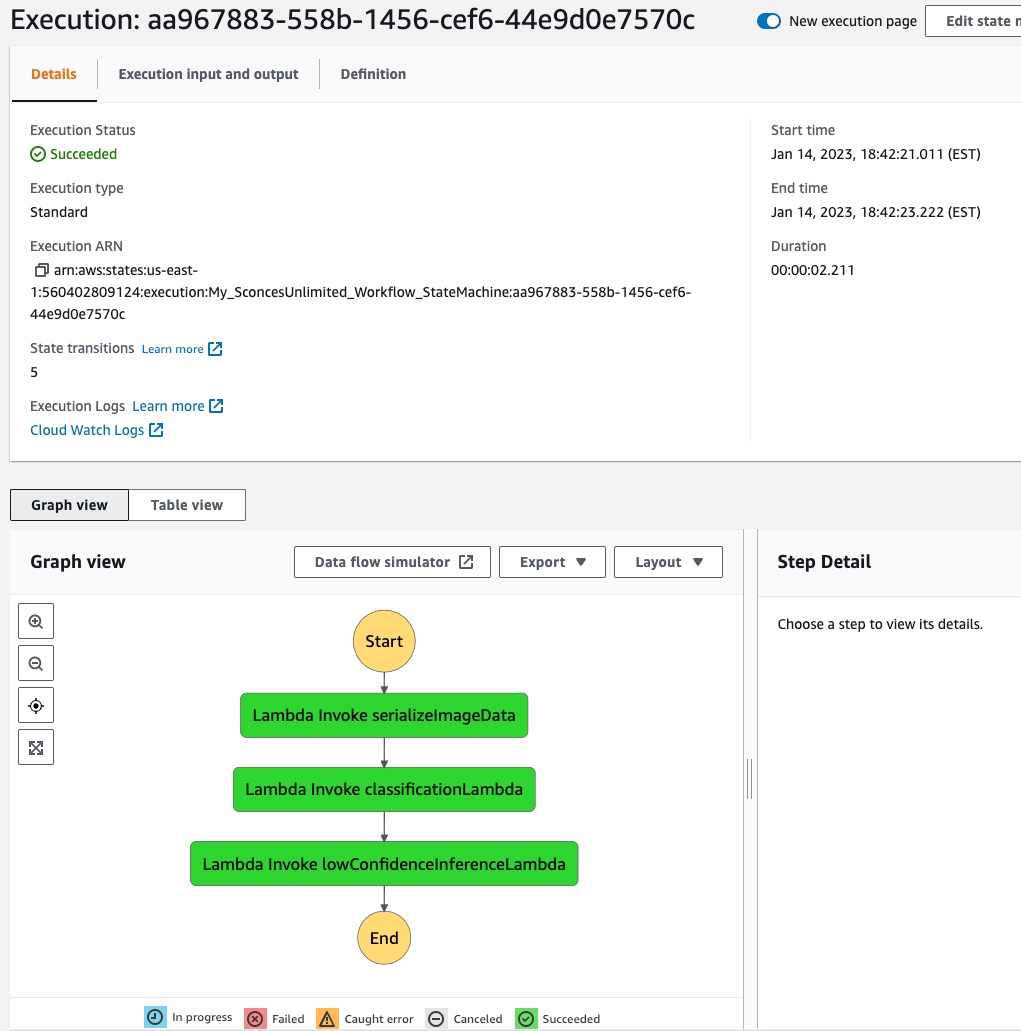 Execution: aa967883-558b-1456-cef6-44e9d0e7570c
New execution page
Edit state
Details
Execution input and output
Definition
Execution Status
Succeeded
Execution type
Standard
Execution ARN
arn:aws:states:us-east-
1:560402809124:execution:My_SconcesUnlimited_Workflow_StateMachine:aa967883-558b-1456-cef6-
44e9d0e7570c
State transitions Learn more
5
Execution Logs Learn more
Cloud Watch Logs
Start time
Jan 14, 2023, 18:42:21.011 (EST)
End time
Jan 14, 2023, 18:42:23.222 (EST)
Duration
00:00:02.211
Graph view
Table view
Graph view
Data flow simulator
Export
Layout
Start
Lambda Invoke serializeImageData
Lambda Invoke classificationLambda
Lambda Invoke lowConfidenceInferenceLambda
End
In progress
Failed
Caught error
Canceled
Succeeded
Step Detail
Choose a step to view its details.